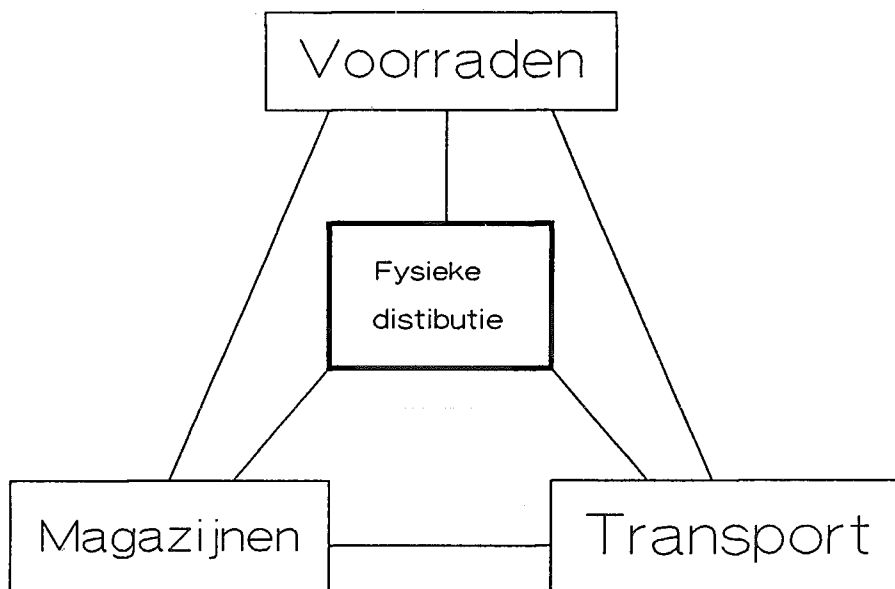 Voorraden
Fysieke
distibutie
Magazijnen
Transport